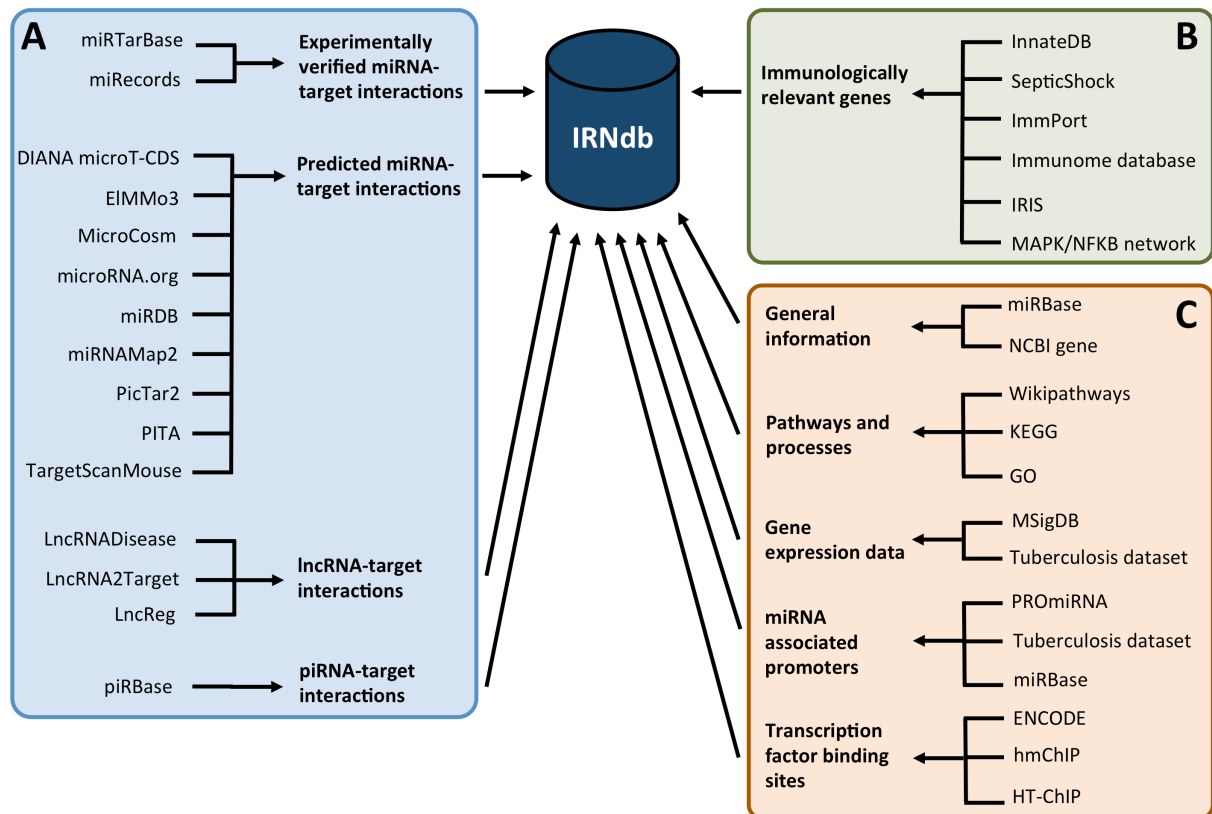 A
miRTarBase
miRecords
Experimentally
verified miRNA-
target interactions
DIANA microT-CDS
ElMMo3
MicroCosm
microRNA.org
miRDB
miRNAMap2
PicTar2
PITA
TargetScanMouse
Predicted miRNA-
target interactions
LncRNADisease
LncRNA2Target
LncReg
lncRNA-target
interactions
piRBase
piRNA-target
interactions
IRNdb
B
Immunologically
relevant genes
InnateDB
SepticShock
ImmPort
Immunome database
IRIS
MAPK/NFKB network
C
General
information
miRBase
NCBI gene
Pathways and
processes
Wikipathways
KEGG
GO
Gene
expression data
MSigDB
Tuberculosis dataset
miRNA
associated
promoters
PROmiRNA
Tuberculosis dataset
miRBase
Transcription
factor binding
sites
ENCODE
hmChIP
HT-ChIP